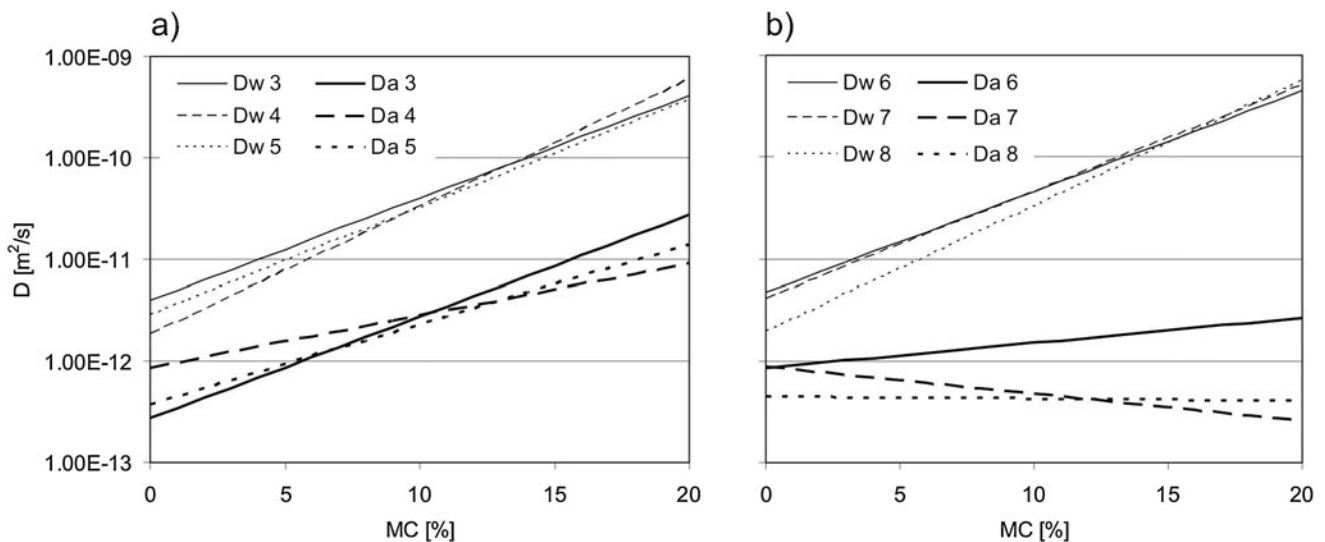 a)
1.00E-09
1.00E-10
1.00E-11
1.00E-12
1.00E-13
D [m²/s]
Dw 3 Da 3
Dw 4 Da 4
Dw 5 Da 5
0 5 10 15 20
MC [%]
b)
Dw 6 Da 6
Dw 7 Da 7
Dw 8 Da 8
0 5 10 15 20
MC [%]